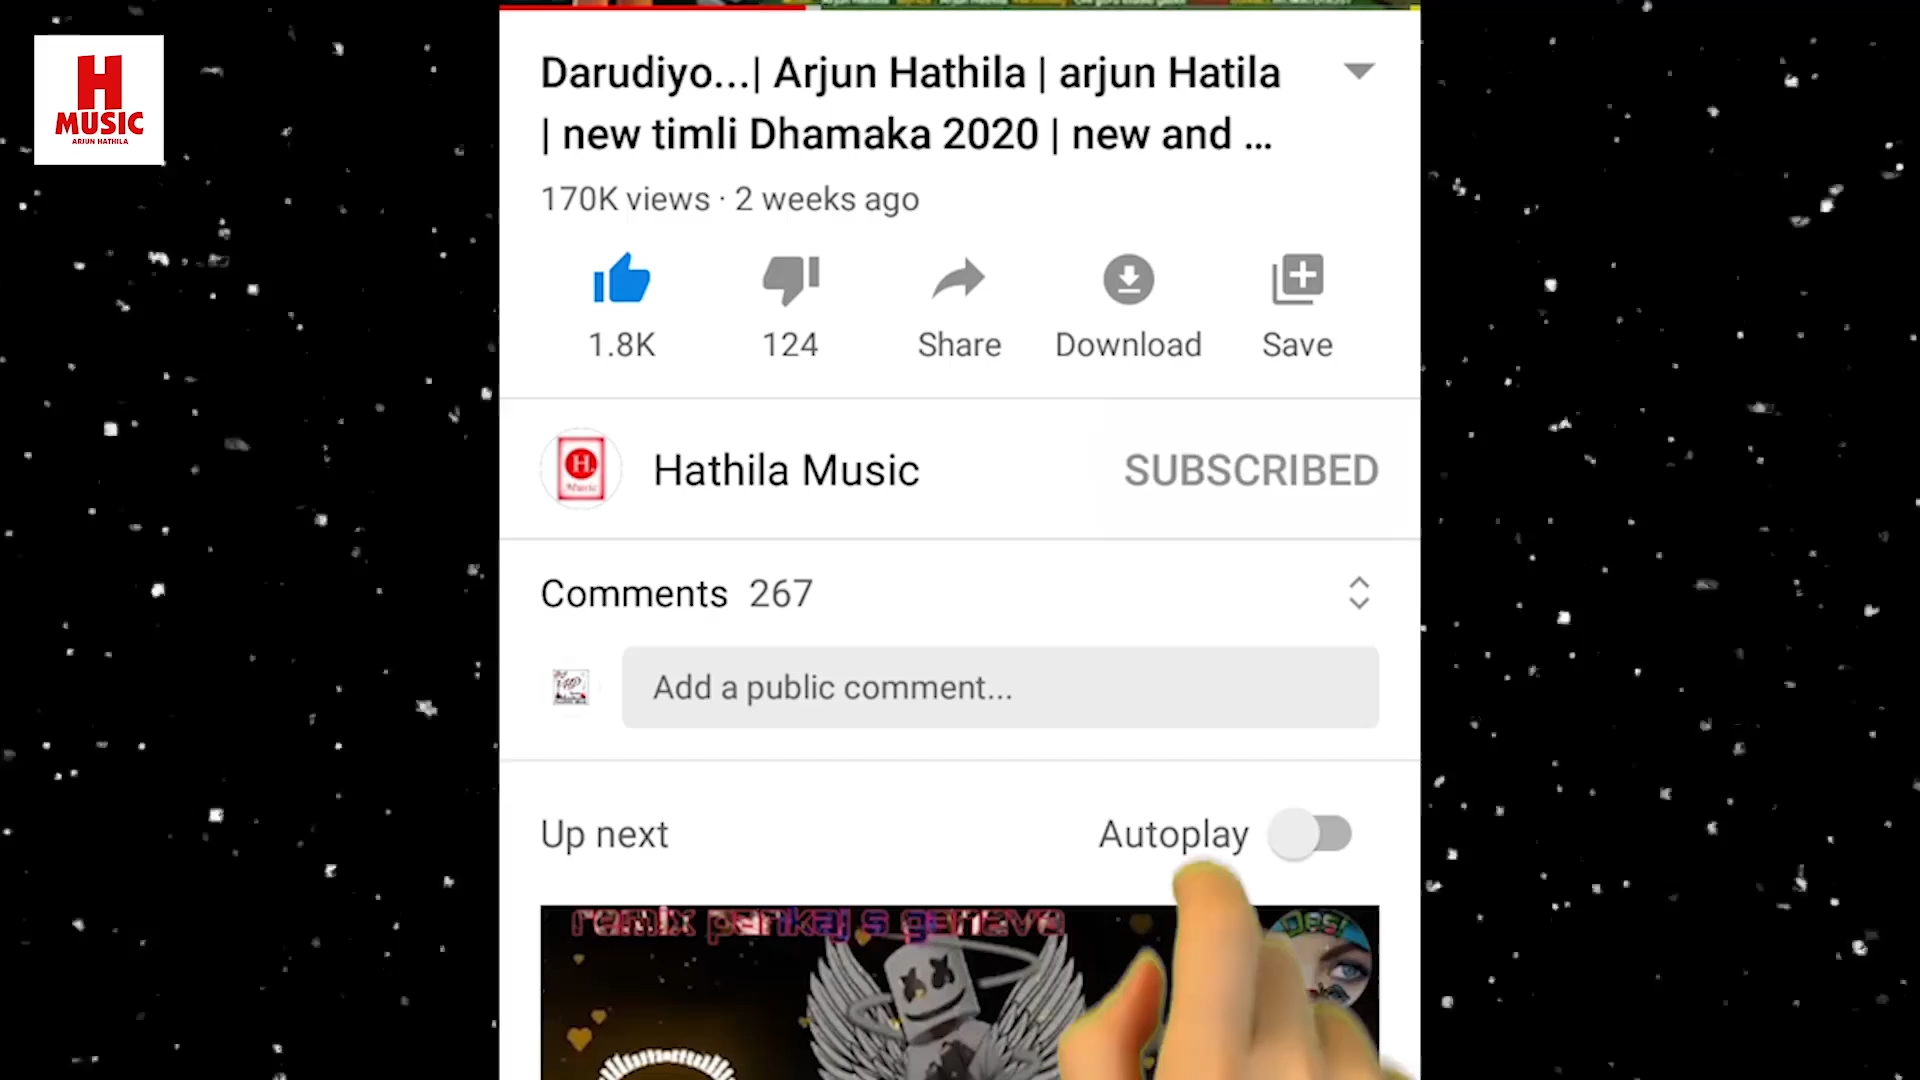 H
MUSIC
ARJUN HATHILA
Darudiyo...| Arjun Hathila | arjun Hatila
| new timli Dhamaka 2020 | new and ...
170K views · 2 weeks ago
1.8K
124
Share
Download
Save
H.
Music
Hathila Music
SUBSCRIBED
Comments 267
Add a public comment...
Up next
Autoplay
remix pankaj s geneva
Desi